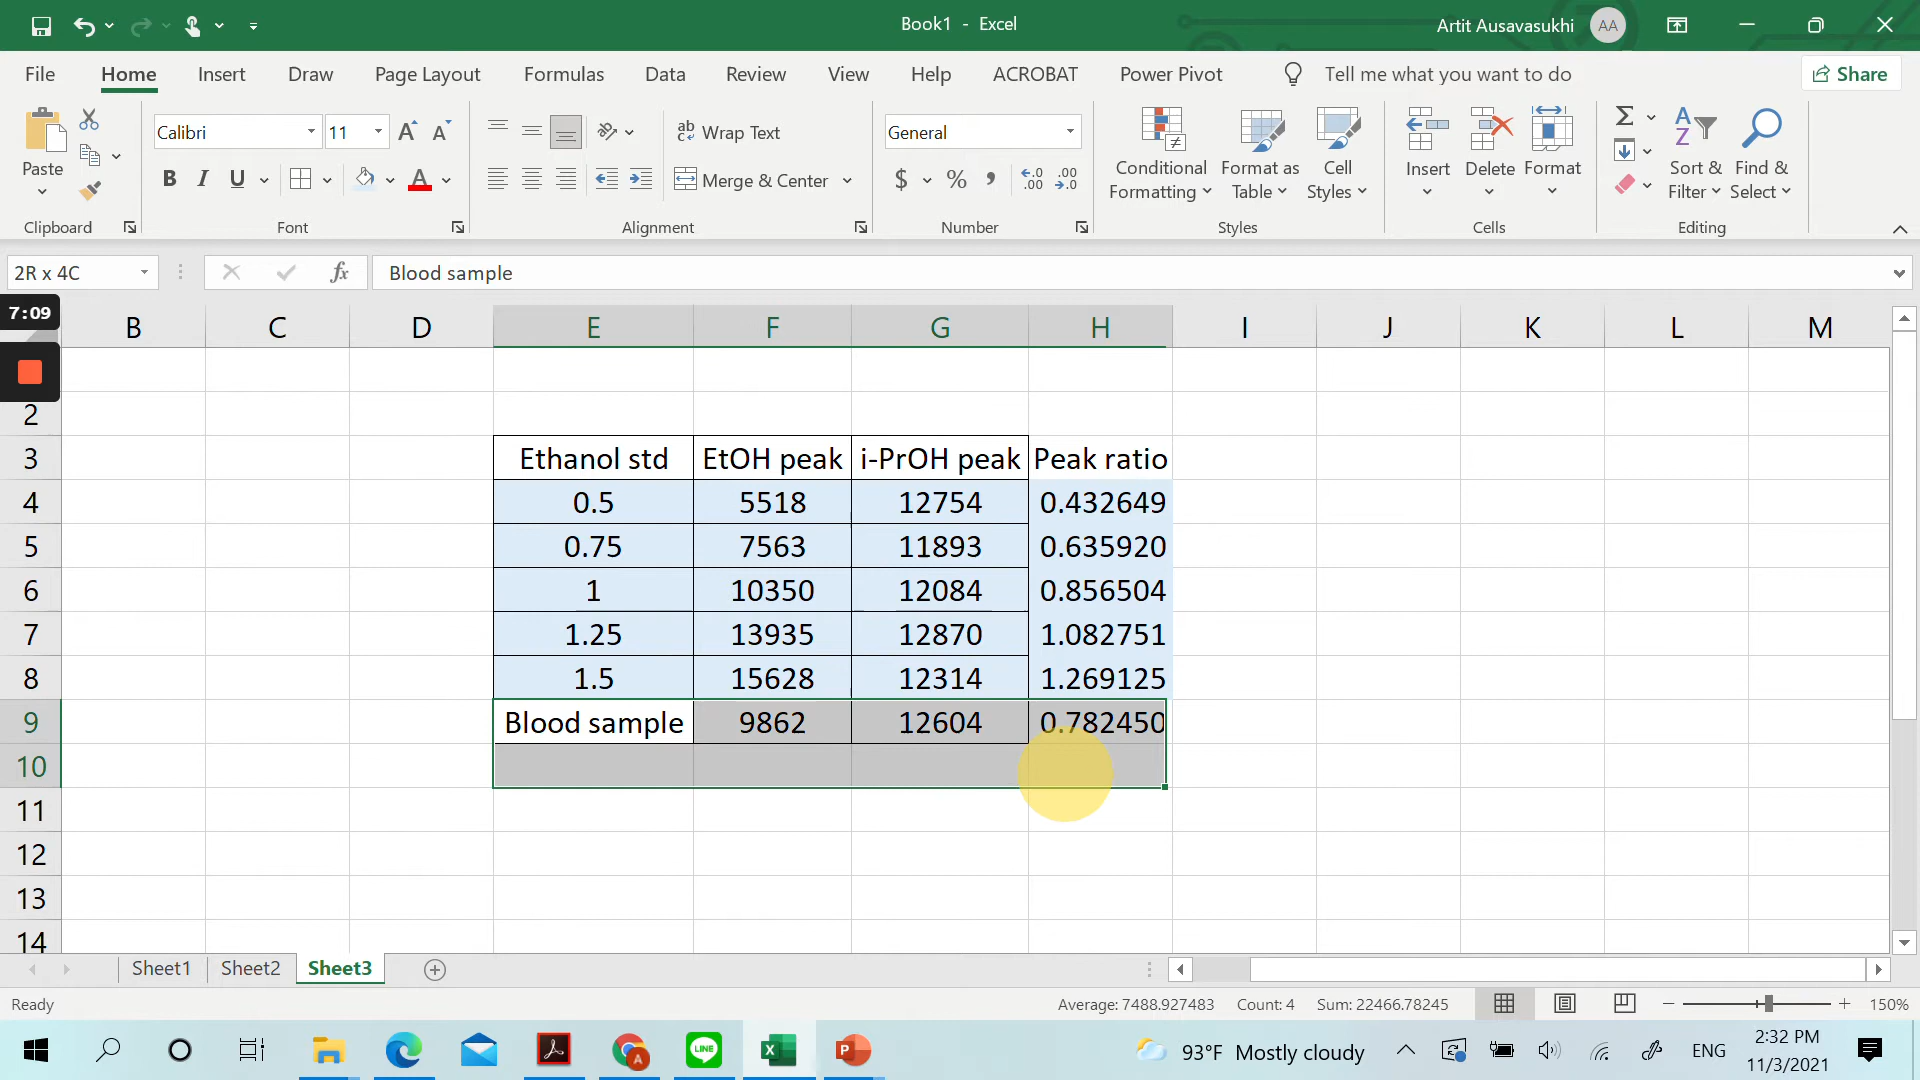 Book1 - Excel
Artit Ausavasukhi AA
File Home Insert Draw Page Layout Formulas Data Review View Help ACROBAT Power Pivot Tell me what you want to do Share
Calibri 11 Wrap Text General
Paste Conditional Formatting Format as Table Cell Styles Insert Delete Format Sort & Filter Find & Select
B I U Merge & Center $ %
Clipboard Font Alignment Number Styles Cells Editing
2R x 4C fx Blood sample
7:09
B C D E F G H I J K L M
2
3 Ethanol std EtOH peak i-PrOH peak Peak ratio
4 0.5 5518 12754 0.432649
5 0.75 7563 11893 0.635920
6 1 10350 12084 0.856504
7 1.25 13935 12870 1.082751
8 1.5 15628 12314 1.269125
9 Blood sample 9862 12604 0.782450
10
11
12
13
14
Sheet1 Sheet2 Sheet3
Ready Average: 7488.927483 Count: 4 Sum: 22466.78245 150%
93°F Mostly cloudy ENG 2:32 PM
11/3/2021